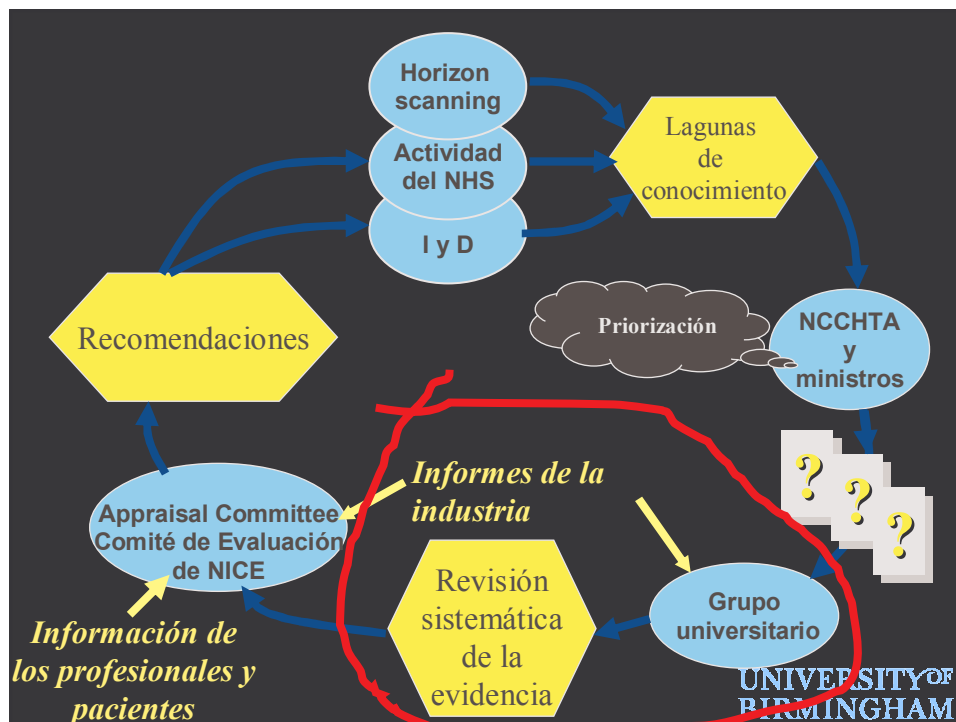 Horizon
scanning
Actividad
del NHS
I y D
Lagunas
de
conocimiento
Priorización
NCCHTA
y
ministros
?
?
?
Recomendaciones
Informes de la
industria
Appraisal Committee
Comité de Evaluación
de NICE
Revisión
sistemática
de la
evidencia
Grupo
universitario
Información de
los profesionales y
pacientes
UNIVERSITY OF
BIRMINGHAM